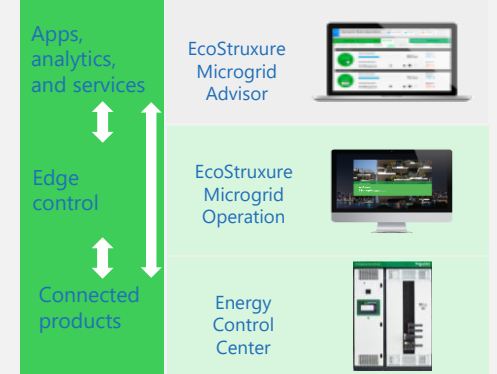 Apps,
analytics,
and services
EcoStruxure
Microgrid
Advisor
Edge
control
EcoStruxure
Microgrid
Operation
Connected
products
Energy
Control
Center